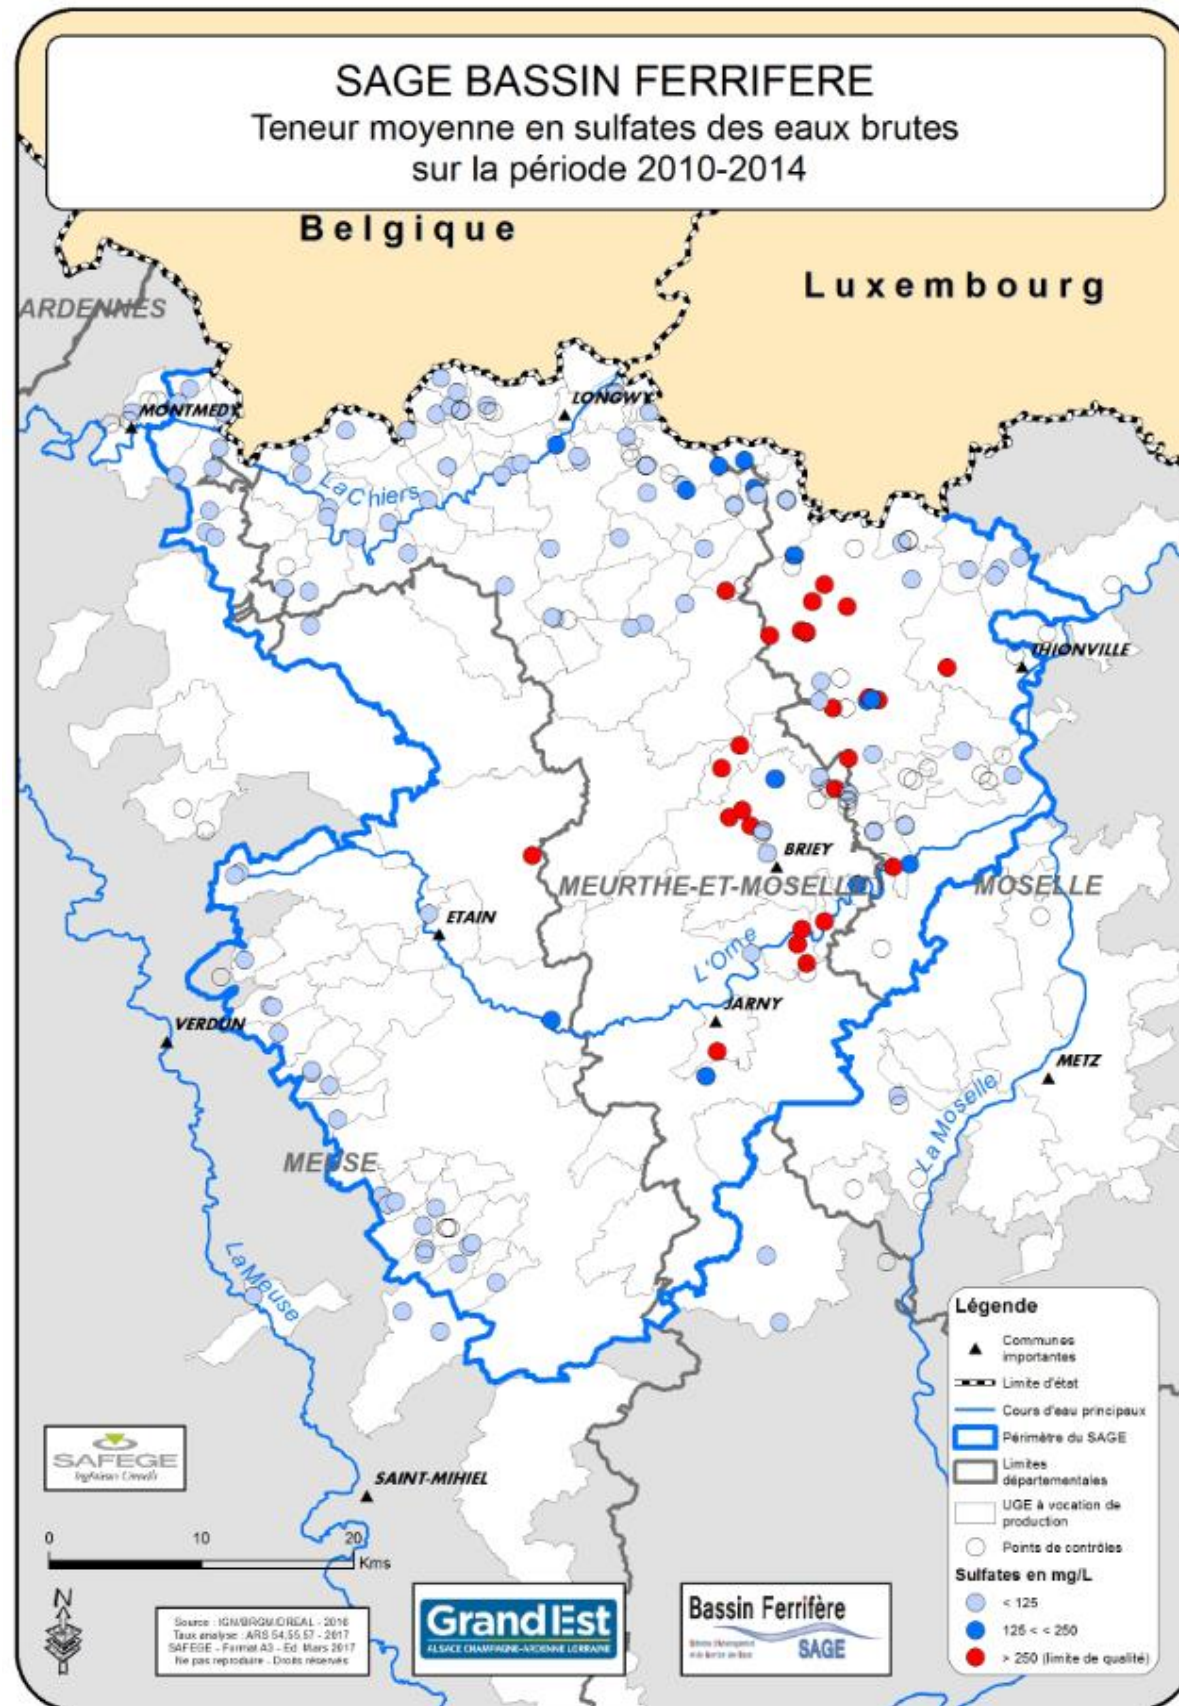 SAGE BASSIN FERRIFERE
Teneur moyenne en sulfates des eaux brutes
sur la période 2010-2014
Belgique
Luxembourg
ARDENNES
MONTMEDY
LONGWY
La Chiers
THIONVILLE
BRIEY
MEURTHE-ET-MOSELLE
MOSELLE
ETAIN
L'Orne
JARNY
VERDUN
METZ
La Moselle
MEUSE
La Meuse
SAINT-MIHIEL
Légende
Communes
importantes
Limite d'état
Cours d'eau principaux
Périmètre du SAGE
Limites
départementales
UGE à vocation de
production
Points de contrôles
Sulfates en mg/L
< 125
125 < < 250
> 250 (limite de qualité)
SAFEGE
Ingénieurs Conseils
0 10 20
Kms
N
Source : IGN/BRGM/DREAL - 2016
Taux analyse : ARS 54,55,57 - 2017
SAFEGE - Format A3 - Ed. Mars 2017
Ne pas reproduire - Droits réservés
Grand Est
ALSACE CHAMPAGNE-ARDENNE LORRAINE
Bassin Ferrifère
SAGE